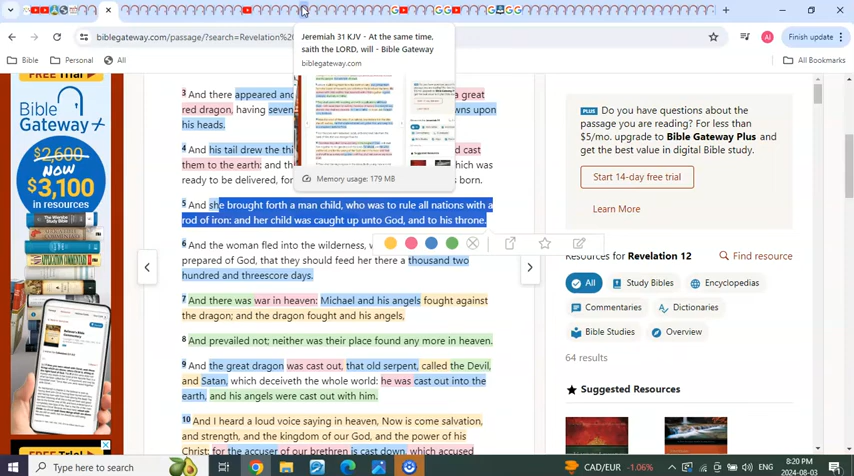 Finish update
biblegateway.com/passage/?search=Revelation%20
Bible
Personal
All
All Bookmarks
Jeremiah 31 KJV - At the same time,
saith the LORD, will - Bible Gateway
biblegateway.com
Memory usage: 179 MB
FREE Trial
Bible
Gateway
$2,600
NOW
$3,100
in resources
FREE Trial
3 And there appeared a great
red dragon, having seven wns upon
his heads.
4 And his tail drew the thi d cast
them to the earth: and th which was
ready to be delivered, for born.
5 And she brought forth a man child, who was to rule all nations with a
rod of iron: and her child was caught up unto God, and to his throne.
6 And the woman fled into the wilderness, w
prepared of God, that they should feed her there a thousand two
hundred and threescore days.
7 And there was war in heaven: Michael and his angels fought against
the dragon; and the dragon fought and his angels,
8 And prevailed not; neither was their place found any more in heaven.
9 And the great dragon was cast out, that old serpent, called the Devil,
and Satan, which deceiveth the whole world: he was cast out into the
earth, and his angels were cast out with him.
10 And I heard a loud voice saying in heaven, Now is come salvation,
and strength, and the kingdom of our God, and the power of his
Christ: for the accuser of our brethren is cast down, which accused
PLUS Do you have questions about the
passage you are reading? For less than
$5/mo. upgrade to Bible Gateway Plus and
get the best value in digital Bible study.
Start 14-day free trial
Learn More
Resources for Revelation 12
Find resource
All
Study Bibles
Encyclopedias
Commentaries
Dictionaries
Bible Studies
Overview
64 results
Suggested Resources
Type here to search
CAD/EUR -1.06%
8:20 PM
2024-08-03